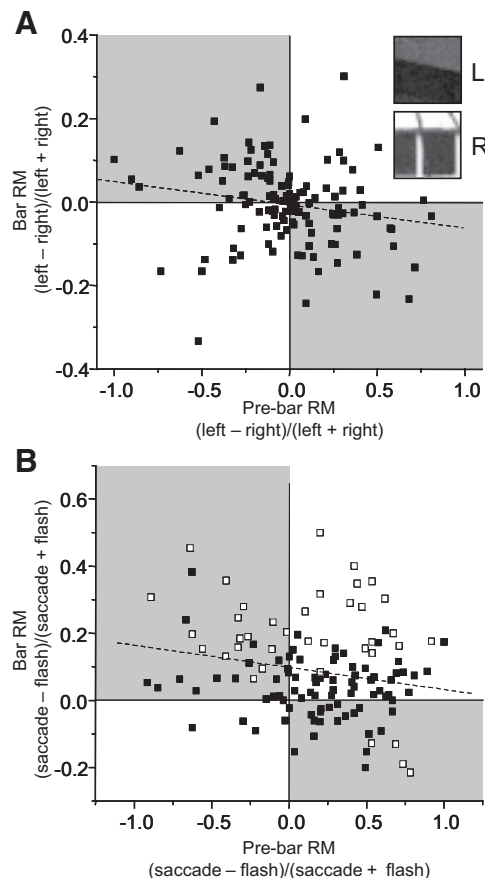 A
0.4
0.2
0.0
-0.2
-0.4
Bar RM
(left – right)/(left + right)
L
R
-1.0 -0.5 0.0 0.5 1.0
Pre-bar RM
(left – right)/(left + right)
B
0.6
0.4
0.2
0.0
-0.2
Bar RM
(saccade – flash)/(saccade + flash)
-1.0 -0.5 0.0 0.5 1.0
Pre-bar RM
(saccade – flash)/(saccade + flash)